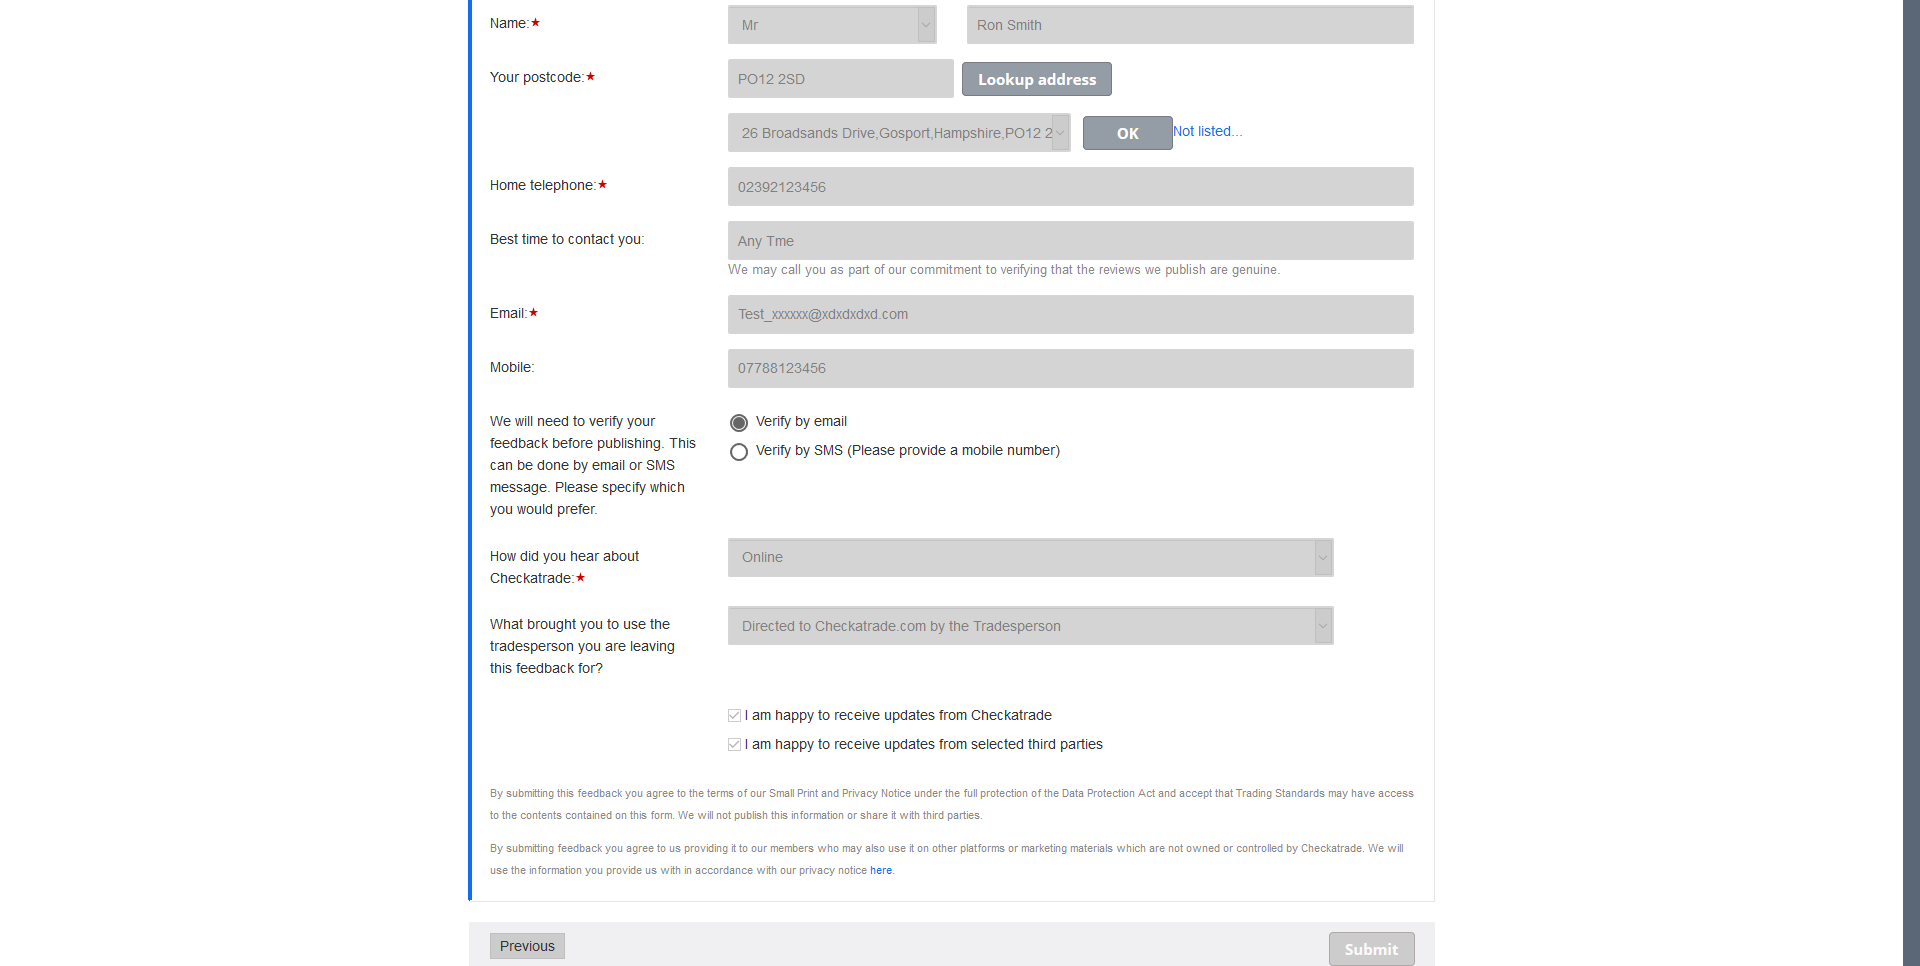 Name:★ Mr Ron Smith
Your postcode:★ PO12 2SD Lookup address
26 Broadsands Drive,Gosport,Hampshire,PO12 2 OK Not listed...
Home telephone:★ 02392123456
Best time to contact you: Any Tme
We may call you as part of our commitment to verifying that the reviews we publish are genuine.
Email:★ Test_xxxxxx@xdxdxdxd.com
Mobile: 07788123456
We will need to verify your
feedback before publishing. This
can be done by email or SMS
message. Please specify which
you would prefer.
Verify by email
Verify by SMS (Please provide a mobile number)
How did you hear about
Checkatrade:★
Online
What brought you to use the
tradesperson you are leaving
this feedback for?
Directed to Checkatrade.com by the Tradesperson
I am happy to receive updates from Checkatrade
I am happy to receive updates from selected third parties
By submitting this feedback you agree to the terms of our Small Print and Privacy Notice under the full protection of the Data Protection Act and accept that Trading Standards may have access
to the contents contained on this form. We will not publish this information or share it with third parties.
By submitting feedback you agree to us providing it to our members who may also use it on other platforms or marketing materials which are not owned or controlled by Checkatrade. We will
use the information you provide us with in accordance with our privacy notice here.
Previous Submit